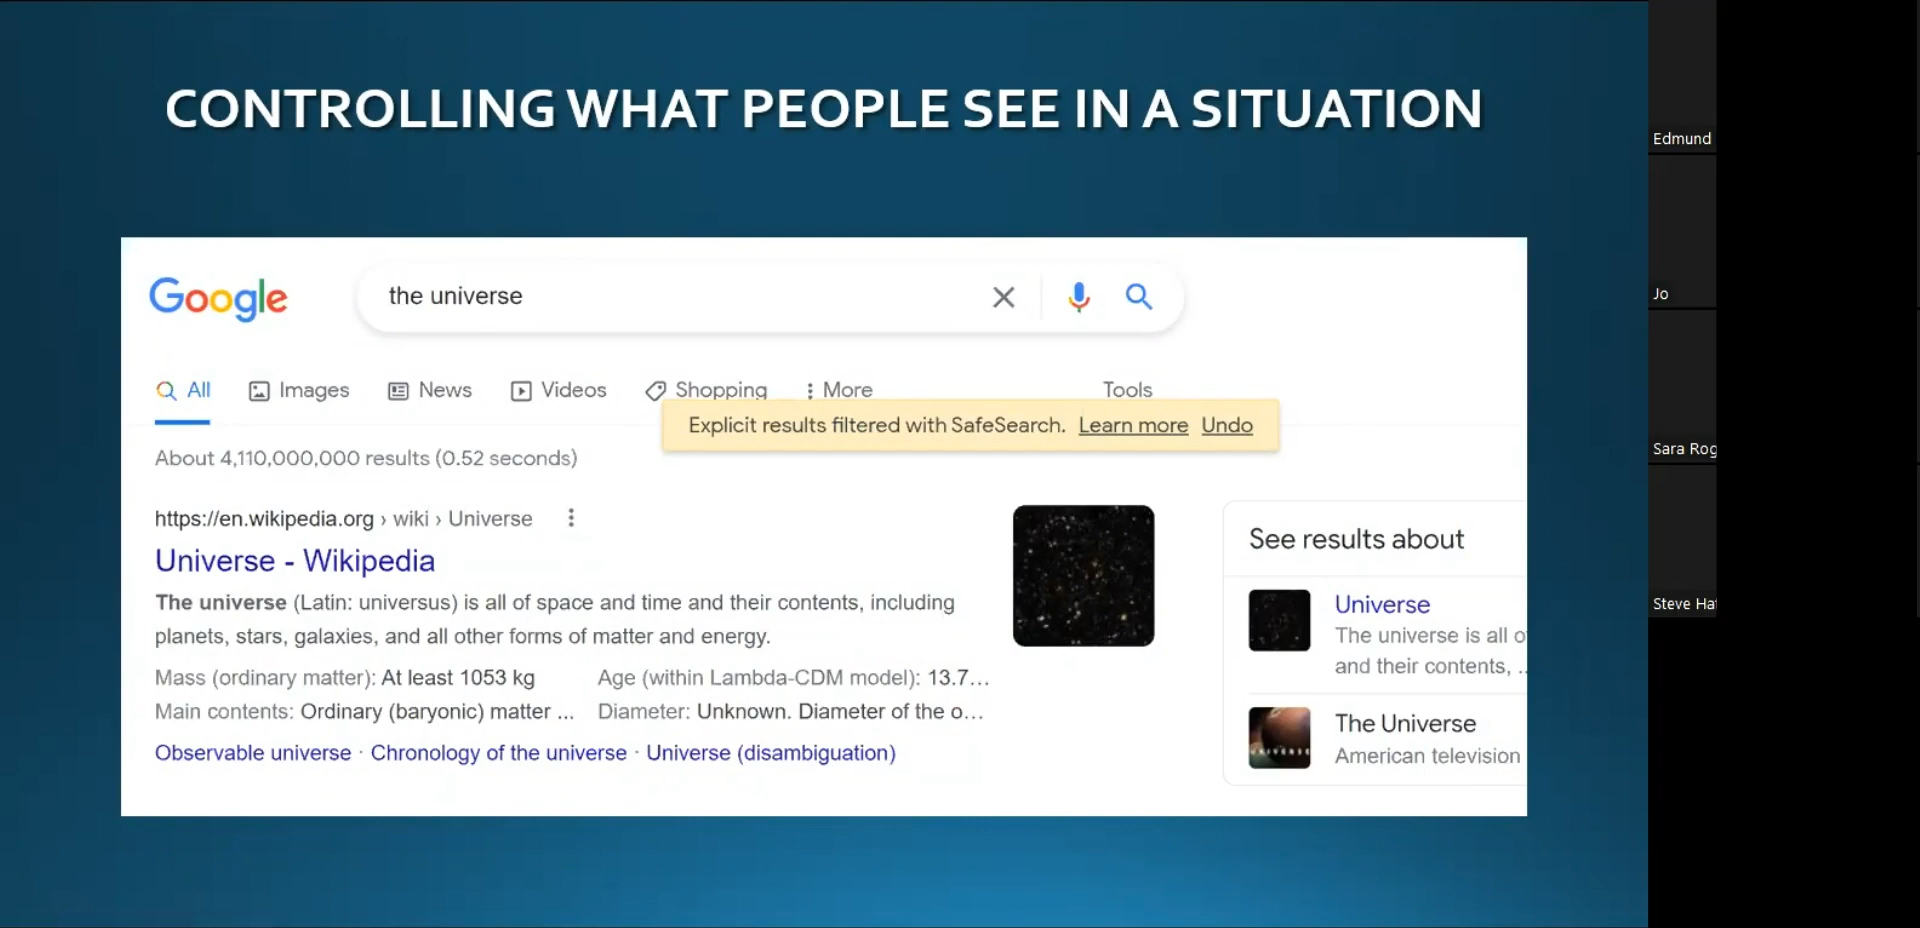 CONTROLLING WHAT PEOPLE SEE IN A SITUATION
Google
the universe
All Images News Videos Shopping More Tools
Explicit results filtered with SafeSearch. Learn more Undo
About 4,110,000,000 results (0.52 seconds)
https://en.wikipedia.org › wiki › Universe
Universe - Wikipedia
The universe (Latin: universus) is all of space and time and their contents, including
planets, stars, galaxies, and all other forms of matter and energy.
Mass (ordinary matter): At least 1053 kg Age (within Lambda-CDM model): 13.7...
Main contents: Ordinary (baryonic) matter ... Diameter: Unknown. Diameter of the o...
Observable universe · Chronology of the universe · Universe (disambiguation)
See results about
Universe
The universe is all o
and their contents, ..
UNIVERSE
The Universe
American television
Edmund
Jo
Sara Rog
Steve Ha